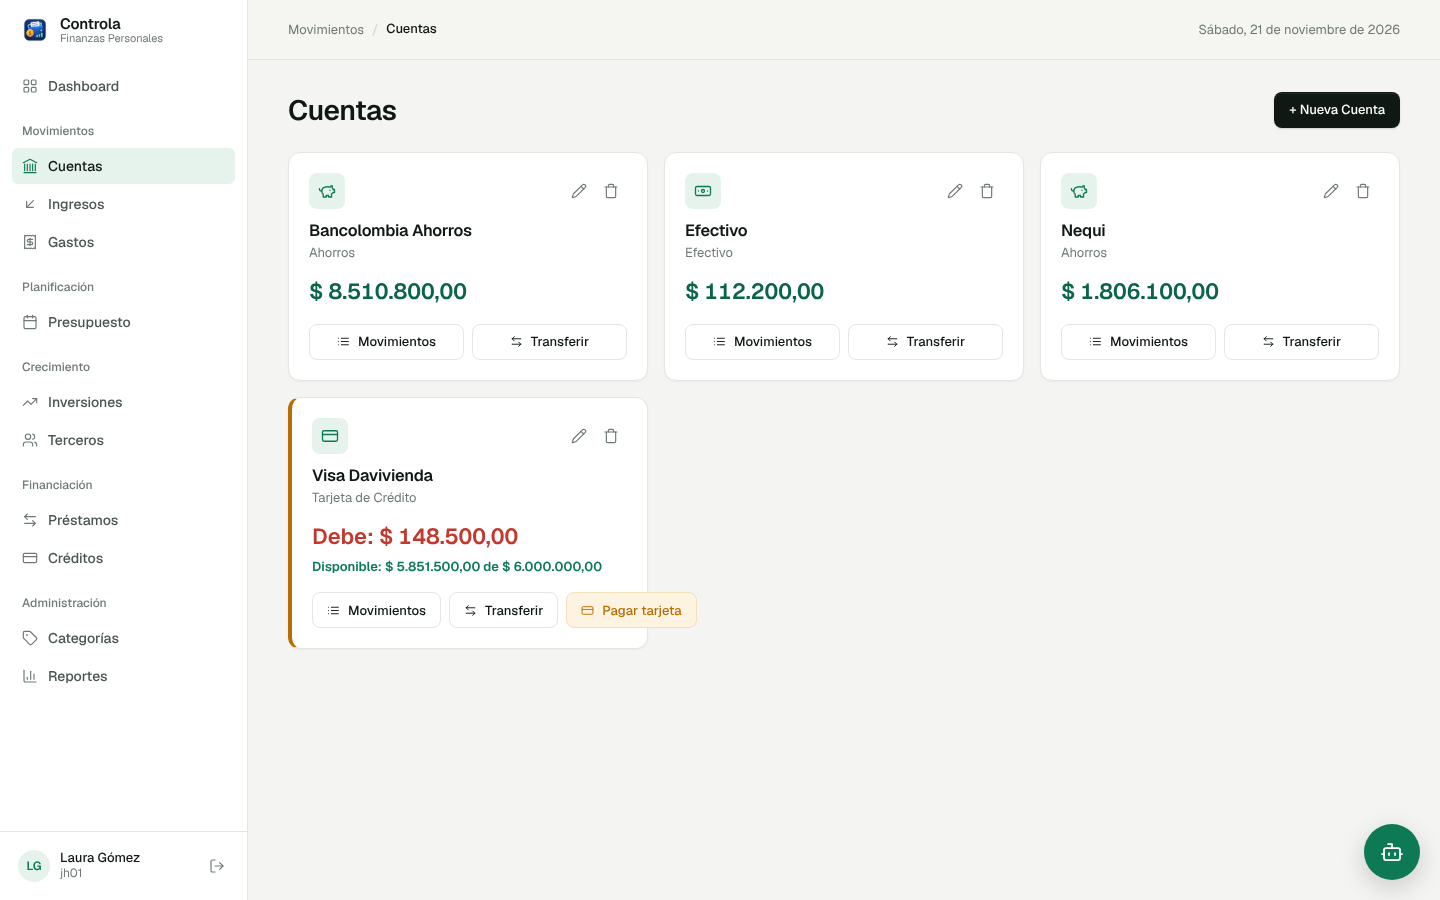 Controla
Finanzas Personales
Dashboard
Movimientos
Cuentas
Ingresos
Gastos
Planificación
Presupuesto
Crecimiento
Inversiones
Terceros
Financiación
Préstamos
Créditos
Administración
Categorías
Reportes
LG
Laura Gómez
jh01
Movimientos / Cuentas
Sábado, 21 de noviembre de 2026
Cuentas
+ Nueva Cuenta
Bancolombia Ahorros
Ahorros
$ 8.510.800,00
Movimientos
Transferir
Efectivo
Efectivo
$ 112.200,00
Movimientos
Transferir
Nequi
Ahorros
$ 1.806.100,00
Movimientos
Transferir
Visa Davivienda
Tarjeta de Crédito
Debe: $ 148.500,00
Disponible: $ 5.851.500,00 de $ 6.000.000,00
Movimientos
Transferir
Pagar tarjeta